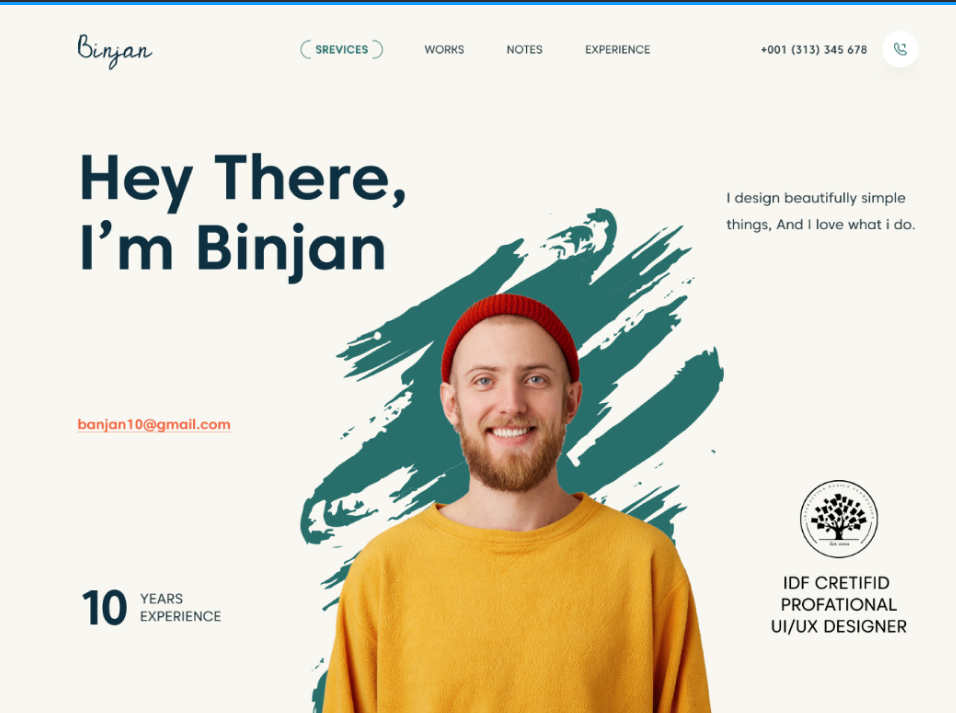 Binjan
SREVICES
WORKS
NOTES
EXPERIENCE
+001 (313) 345 678
Hey There,
I’m Binjan
I design beautifully simple
things, And I love what i do.
banjan10@gmail.com
10
YEARS
EXPERIENCE
IDF CRETIFID
PROFATIONAL
UI/UX DESIGNER